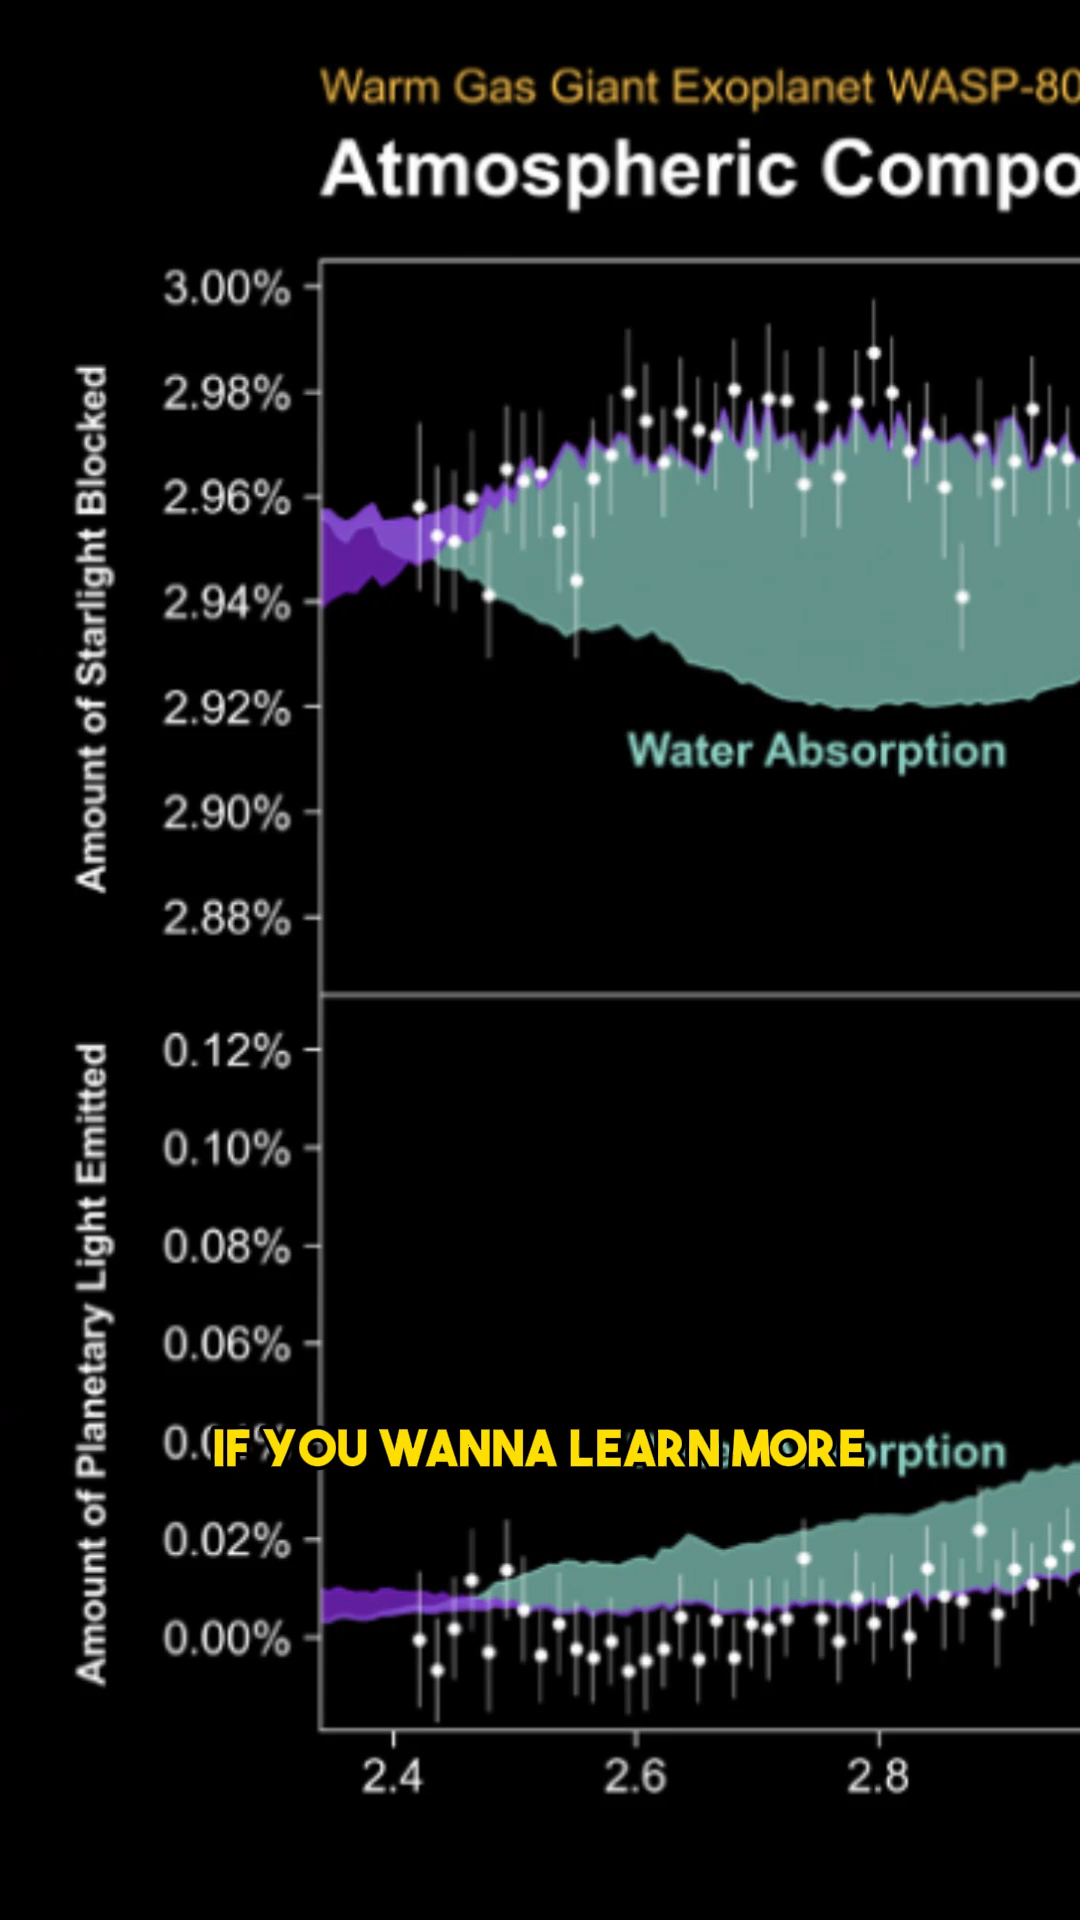 Warm Gas Giant Exoplanet WASP-80
Atmospheric Compo
Amount of Starlight Blocked
3.00%
2.98%
2.96%
2.94%
2.92%
2.90%
2.88%
Water Absorption
Amount of Planetary Light Emitted
0.12%
0.10%
0.08%
0.06%
IF YOU WANNA LEARN MORE
0.02%
0.00%
2.4
2.6
2.8